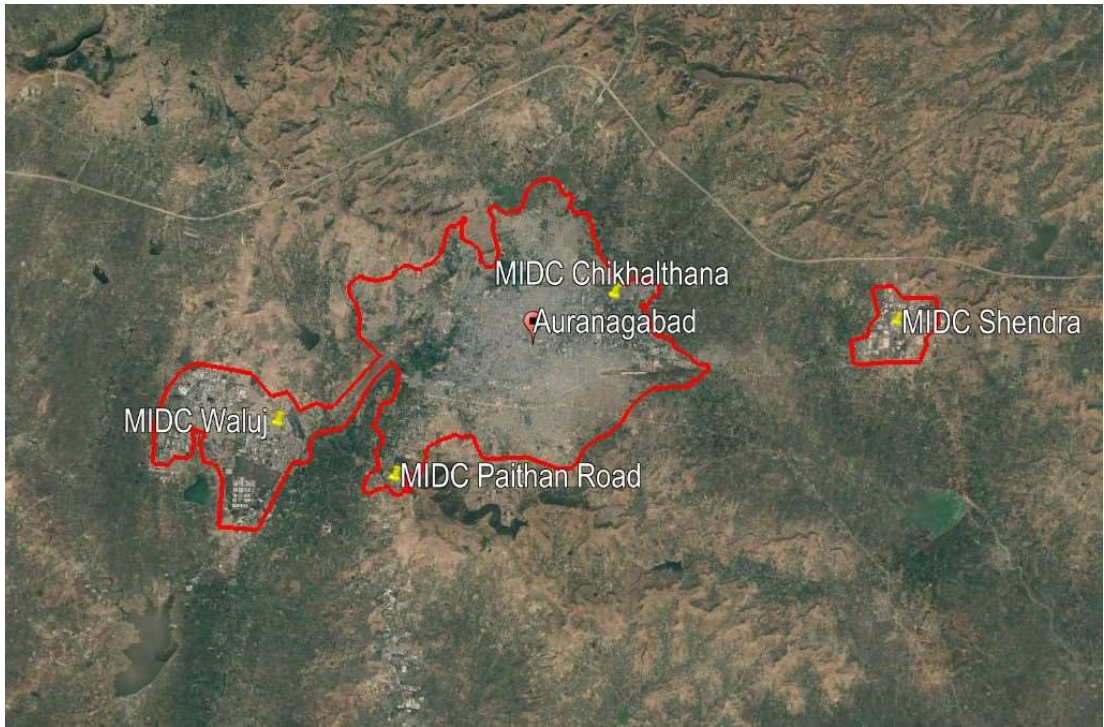 MIDC Chikhalthana
Auranagabad
MIDC Shendra
MIDC Waluj
MIDC Paithan Road